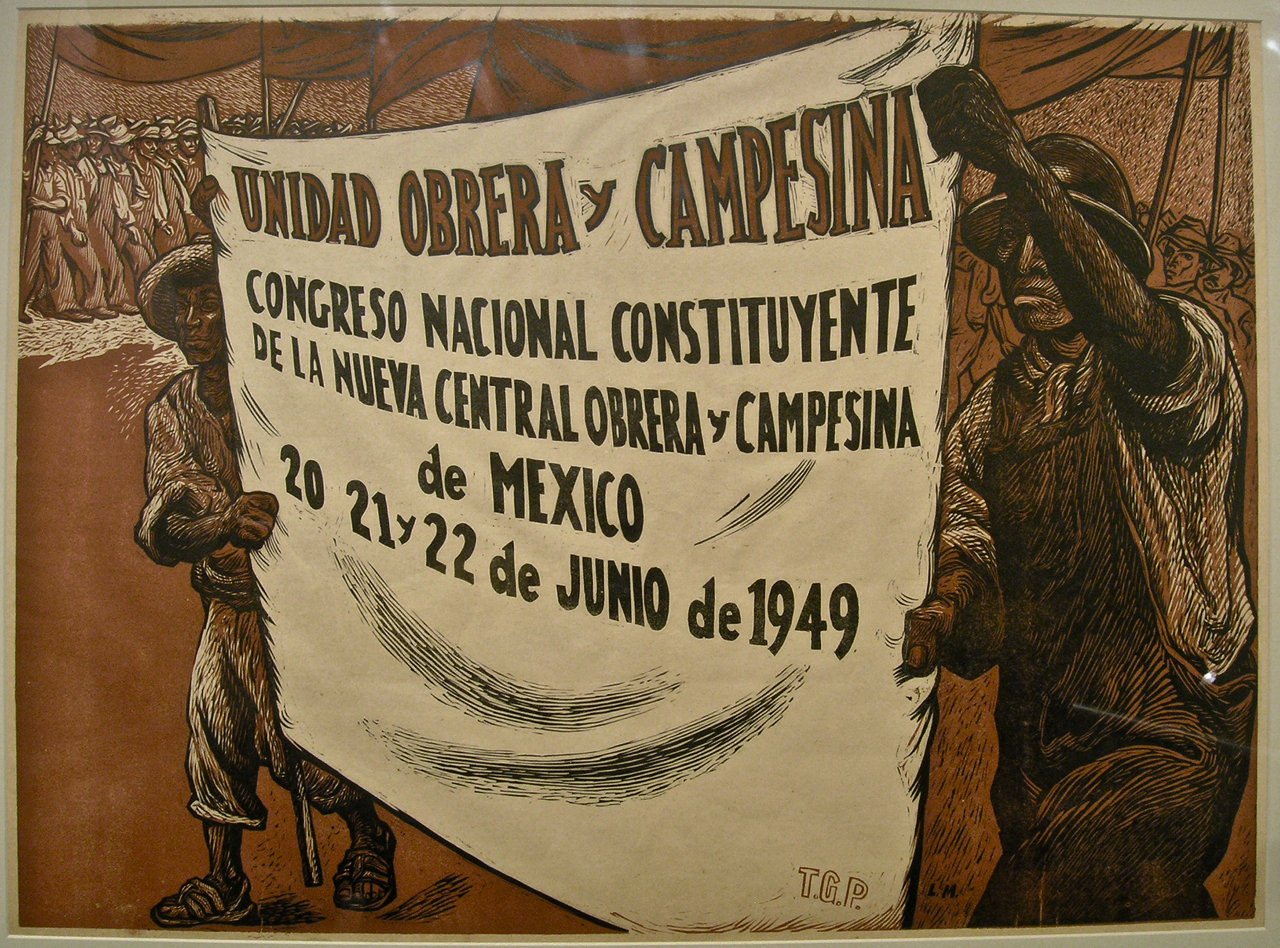 UNIDAD OBRERA y CAMPESINA
CONGRESO NACIONAL CONSTITUYENTE
DE LA NUEVA CENTRAL OBRERA y CAMPESINA
de MEXICO
20 21 y 22 de JUNIO de 1949
T.G.P.
L. M.